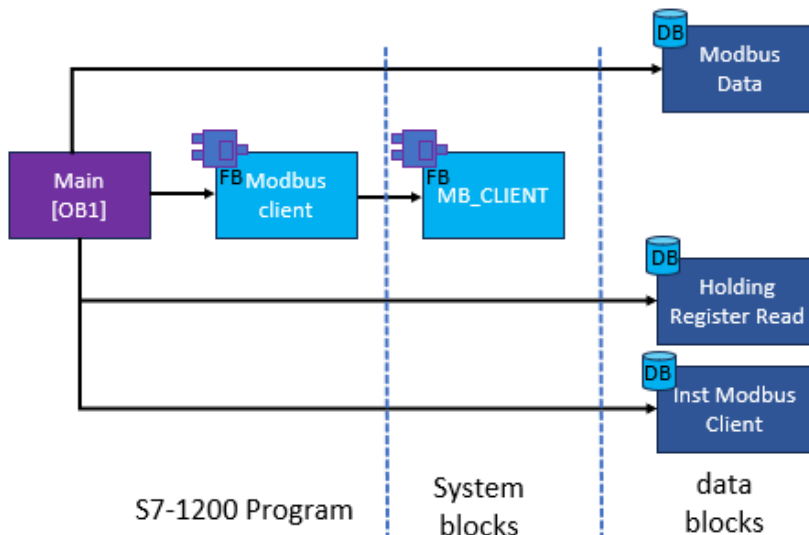 DB
Modbus
Data
Main
[OB1]
FB
Modbus
client
FB
MB_CLIENT
DB
Holding
Register Read
DB
Inst Modbus
Client
S7-1200 Program
System
blocks
data
blocks